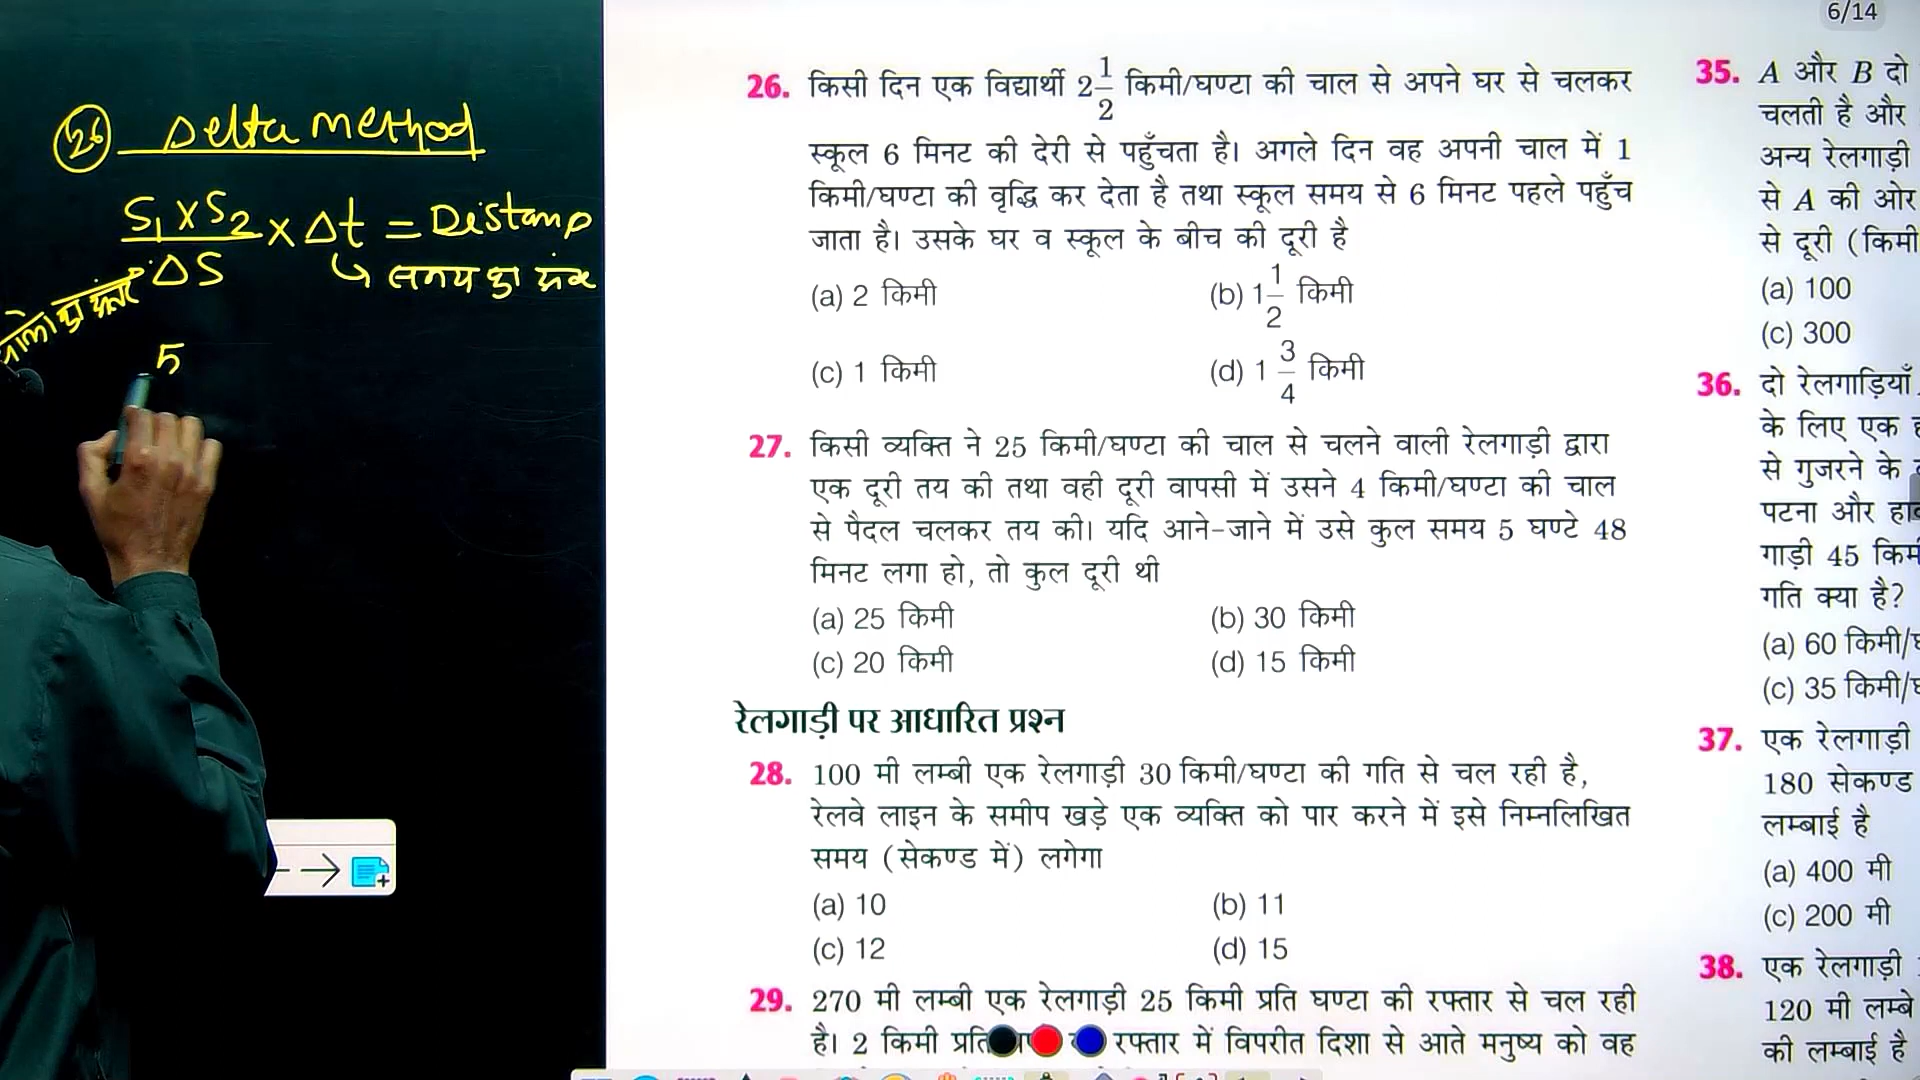 6/14
26 Delta method
S1 x S2 x Δt = Distanc
ΔS
समय का
5
26. किसी दिन एक विद्यार्थी 2 1/2 किमी/घण्टा की चाल से अपने घर से चलकर
स्कूल 6 मिनट की देरी से पहुँचता है। अगले दिन वह अपनी चाल में 1
किमी/घण्टा की वृद्धि कर देता है तथा स्कूल समय से 6 मिनट पहले पहुँच
जाता है। उसके घर व स्कूल के बीच की दूरी है
(a) 2 किमी (b) 1 1/2 किमी
(c) 1 किमी (d) 1 3/4 किमी
27. किसी व्यक्ति ने 25 किमी/घण्टा की चाल से चलने वाली रेलगाड़ी द्वारा
एक दूरी तय की तथा वही दूरी वापसी में उसने 4 किमी/घण्टा की चाल
से पैदल चलकर तय की। यदि आने-जाने में उसे कुल समय 5 घण्टे 48
मिनट लगा हो, तो कुल दूरी थी
(a) 25 किमी (b) 30 किमी
(c) 20 किमी (d) 15 किमी
रेलगाड़ी पर आधारित प्रश्न
28. 100 मी लम्बी एक रेलगाड़ी 30 किमी/घण्टा की गति से चल रही है,
रेलवे लाइन के समीप खड़े एक व्यक्ति को पार करने में इसे निम्नलिखित
समय (सेकण्ड में) लगेगा
(a) 10 (b) 11
(c) 12 (d) 15
29. 270 मी लम्बी एक रेलगाड़ी 25 किमी प्रति घण्टा की रफ्तार से चल रही
है। 2 किमी प्रति रफ्तार में विपरीत दिशा से आते मनुष्य को वह
35. A और B दो
चलती है और
अन्य रेलगाड़ी
से A की ओर
से दूरी (किमी
(a) 100
(c) 300
36. दो रेलगाड़ियाँ
के लिए एक
से गुजरने के
पटना और
गाड़ी 45 किमी
गति क्या है?
(a) 60 किमी/
(c) 35 किमी/
37. एक रेलगाड़ी
180 सेकण्ड
लम्बाई है
(a) 400 मी
(c) 200 मी
38. एक रेलगाड़ी
120 मी लम्बे
की लम्बाई है